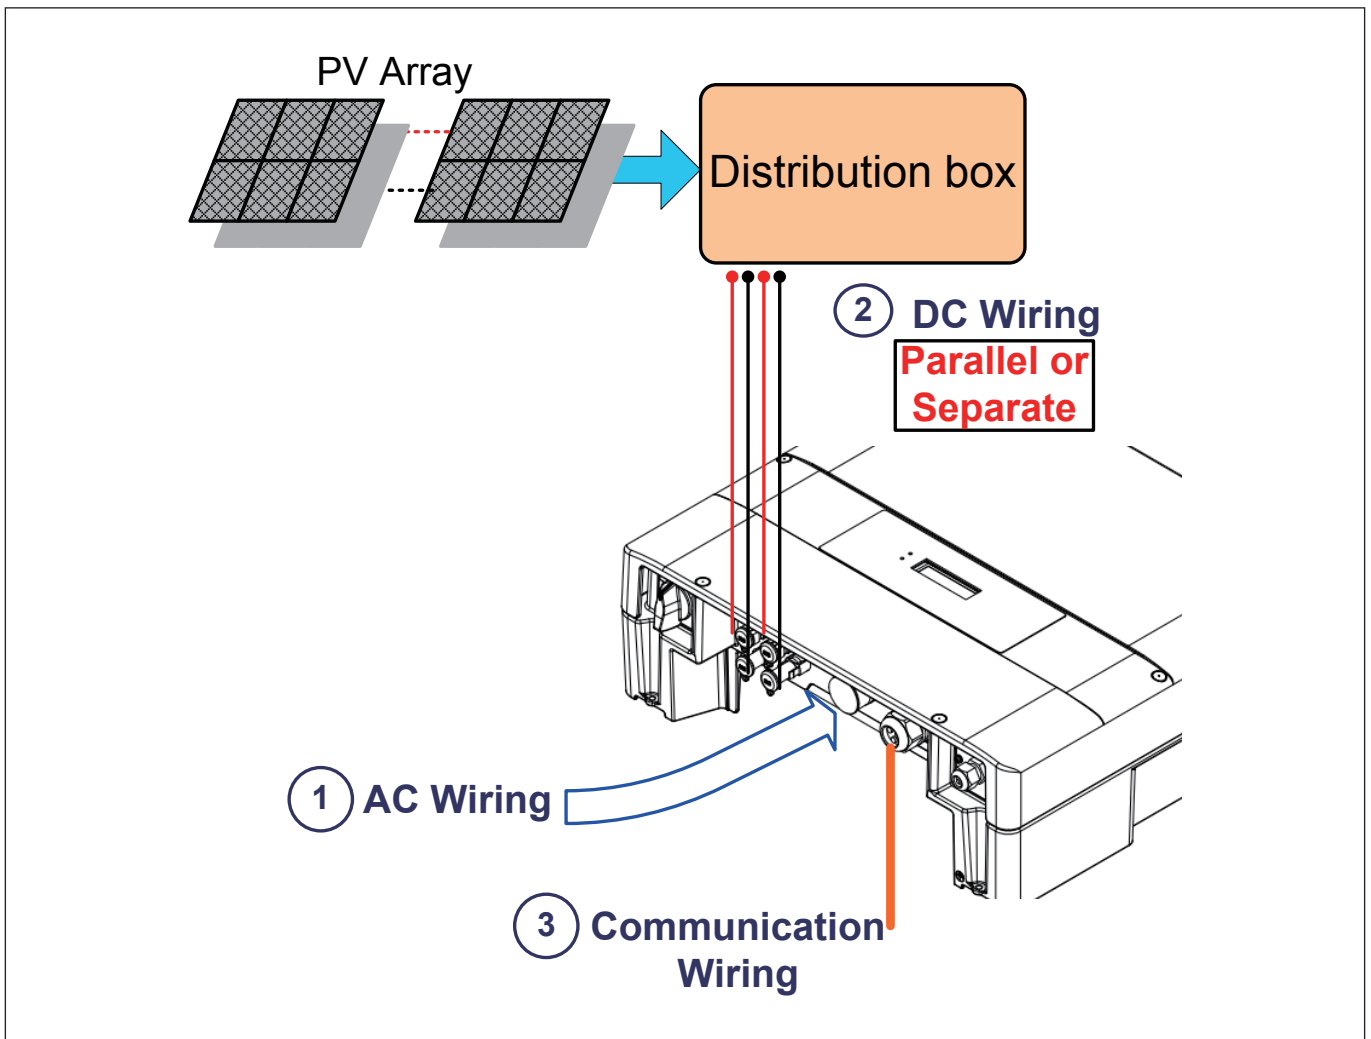 PV Array
Distribution box
2 DC Wiring
Parallel or
Separate
1 AC Wiring
3 Communication
Wiring